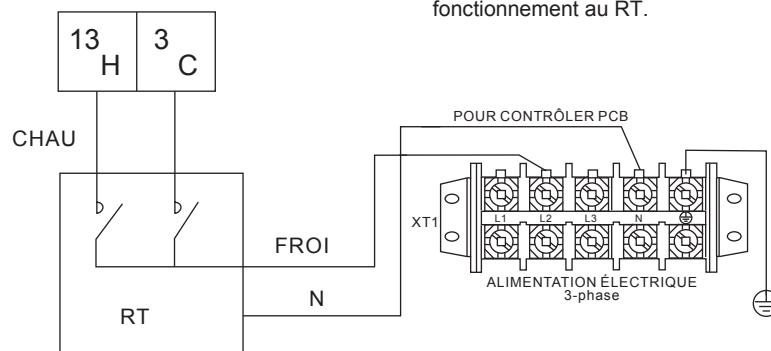 fonctionnement au RT.
13 3
H C
POUR CONTRÔLER PCB
CHAU
XT1
L1 L2 L3 N
FROI
ALIMENTATION ÉLECTRIQUE
3-phase
N
RT